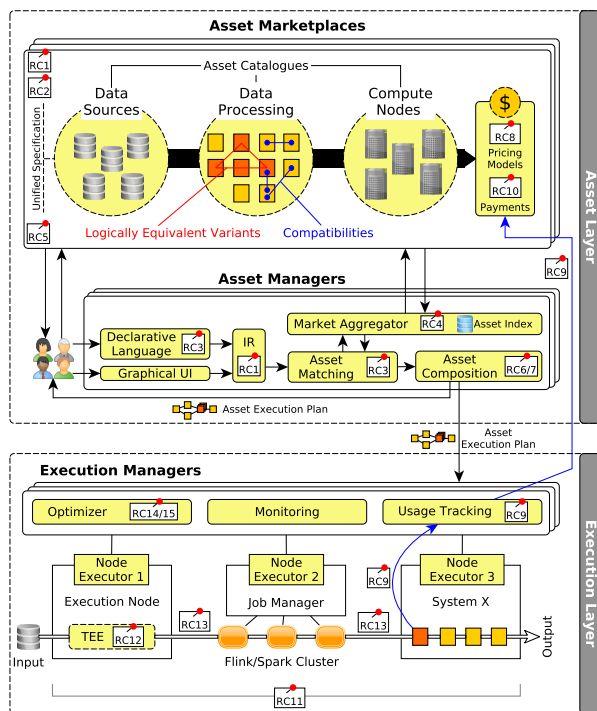 Asset Marketplaces
RC1
RC2
Asset Catalogues
Data
Sources
Data
Processing
Compute
Nodes
$
RC8
Pricing
Models
RC10
Payments
Unified Specification
RC5
Logically Equivalent Variants
Compatibilities
Asset Layer
RC9
Asset Managers
Market Aggregator
RC4
Asset Index
Declarative
Language
RC3
Graphical UI
IR
RC1
Asset
Matching
RC3
Asset
Composition
RC6/7
Asset Execution Plan
Asset
Execution Plan
Execution Managers
Optimizer
RC14/15
Monitoring
Usage Tracking
RC9
Node
Executor 1
Node
Executor 2
Node
Executor 3
Execution Node
Job Manager
RC9
System X
Execution Layer
Input
TEE
RC12
RC13
Flink/Spark Cluster
RC13
Output
RC11